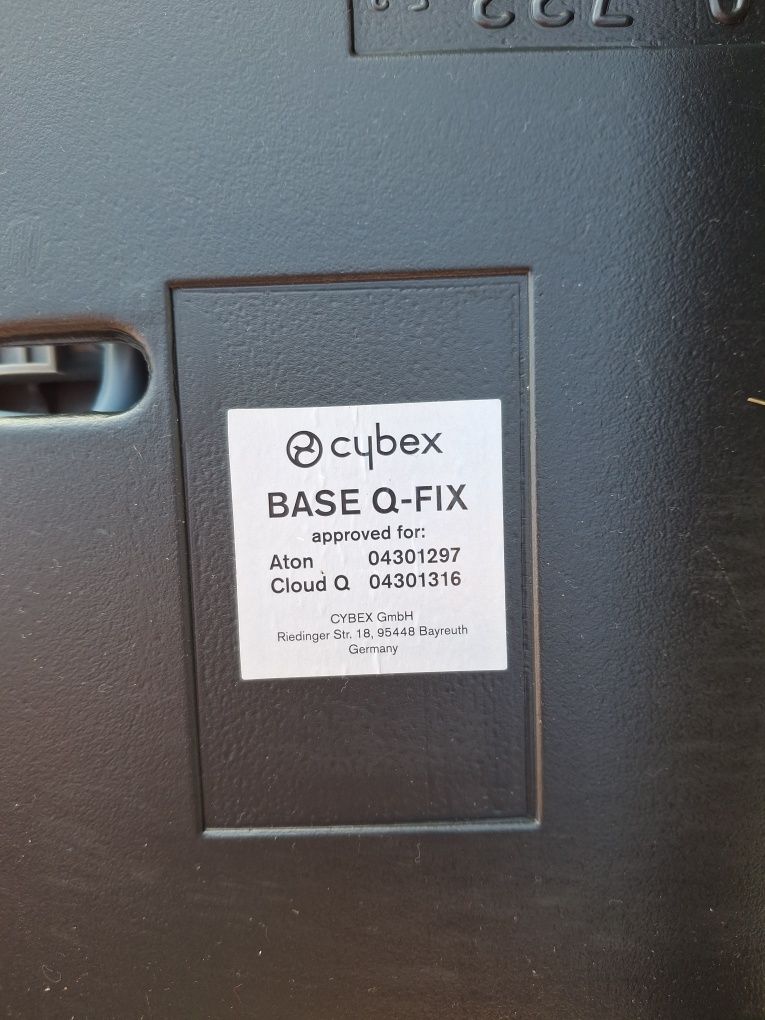 cybex
BASE Q-FIX
approved for:
Aton 04301297
Cloud Q 04301316
CYBEX GmbH
Riedinger Str. 18, 95448 Bayreuth
Germany